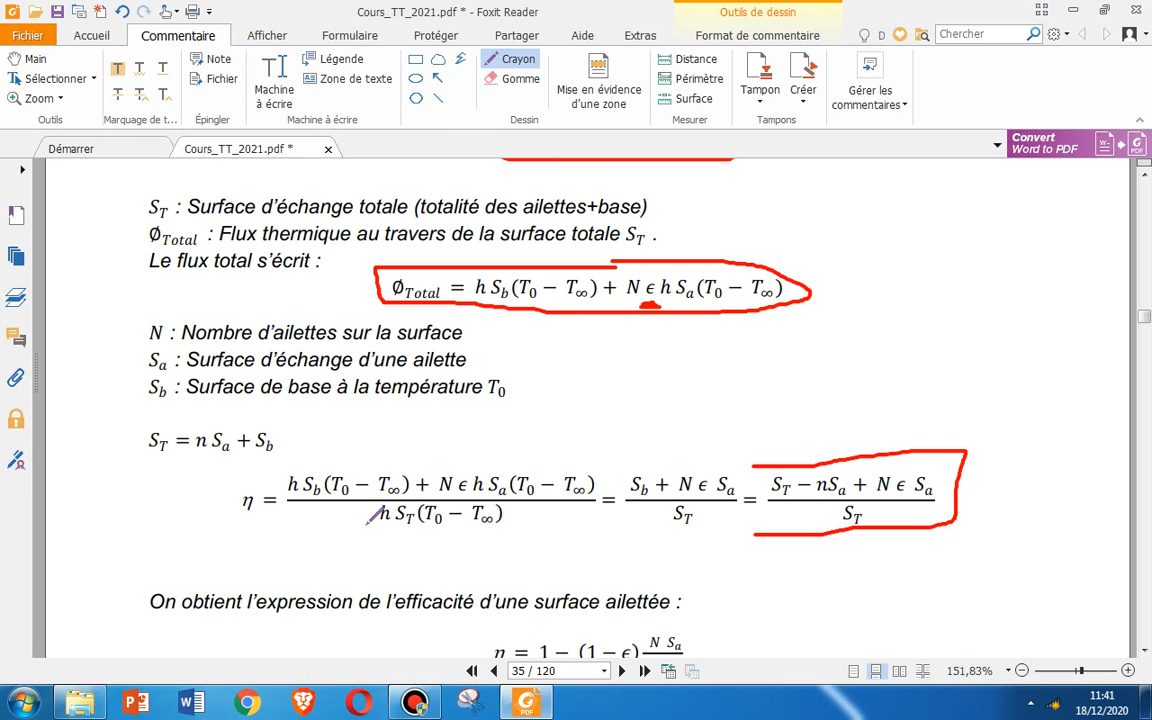 Cours_TT_2021.pdf * - Foxit Reader
Outils de dessin
Fichier Accueil Commentaire Afficher Formulaire Protéger Partager Aide Extras Format de commentaire D Chercher
Main
Sélectionner
Zoom
Outils
Marquage de t...
Note
Fichier
Épingler
Machine
à écrire
Légende
Zone de texte
Machine à écrire
Crayon
Gomme
Mise en évidence
d'une zone
Dessin
Distance
Périmètre
Surface
Mesurer
Tampon Créer
Tampons
Gérer les
commentaires
Démarrer
Cours_TT_2021.pdf *
Convert
Word to PDF
S_T : Surface d'échange totale (totalité des ailettes+base)
∅_Total : Flux thermique au travers de la surface totale S_T .
Le flux total s'écrit :
∅_Total = h S_b(T_0 − T_∞) + N ϵ h S_a(T_0 − T_∞)
N : Nombre d'ailettes sur la surface
S_a : Surface d'échange d'une ailette
S_b : Surface de base à la température T_0
S_T = n S_a + S_b
η = (h S_b(T_0 − T_∞) + N ϵ h S_a(T_0 − T_∞)) / (h S_T(T_0 − T_∞)) = (S_b + N ϵ S_a) / S_T = (S_T − nS_a + N ϵ S_a) / S_T
On obtient l'expression de l'efficacité d'une surface ailettée :
η = 1 − (1 − ϵ) N S_a
35 / 120
151,83%
11:41
18/12/2020